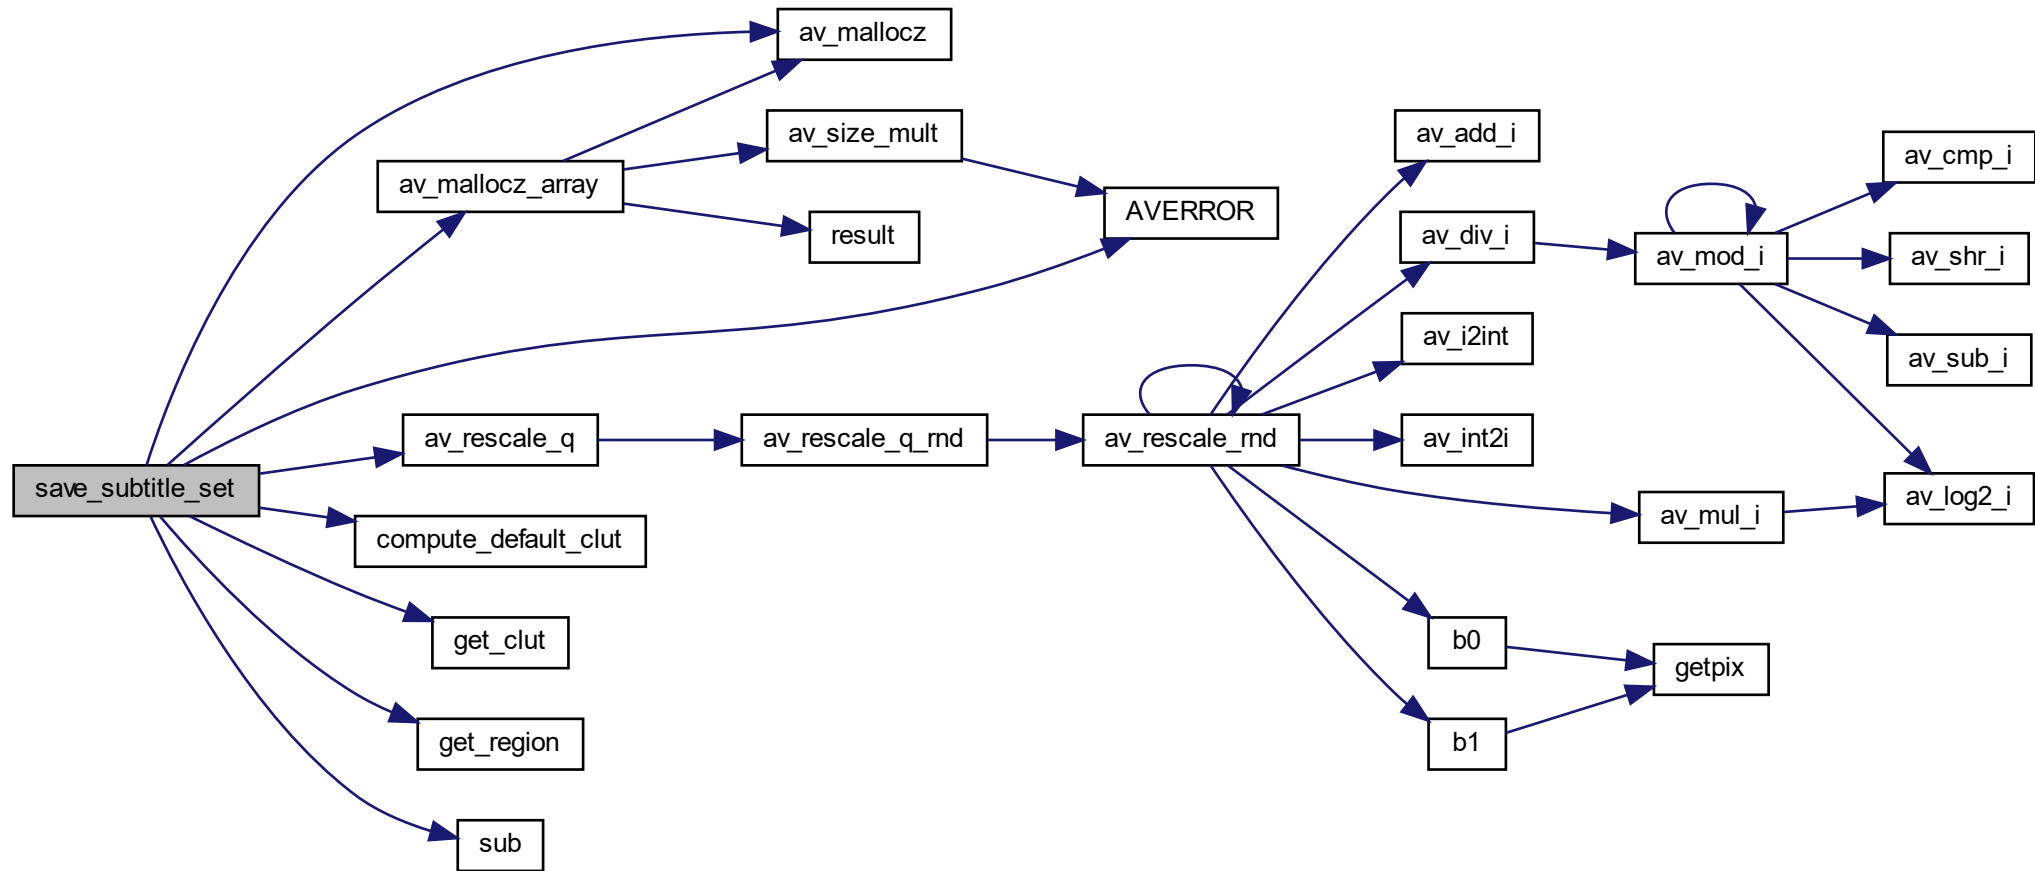 av_mallocz
av_size_mult
av_add_i
av_cmp_i
av_mallocz_array
AVERROR
result
av_div_i
av_mod_i
av_shr_i
av_i2int
av_sub_i
av_rescale_q
av_rescale_q_rnd
av_rescale_rnd
av_int2i
save_subtitle_set
av_log2_i
av_mul_i
compute_default_clut
get_clut
b0
getpix
get_region
b1
sub